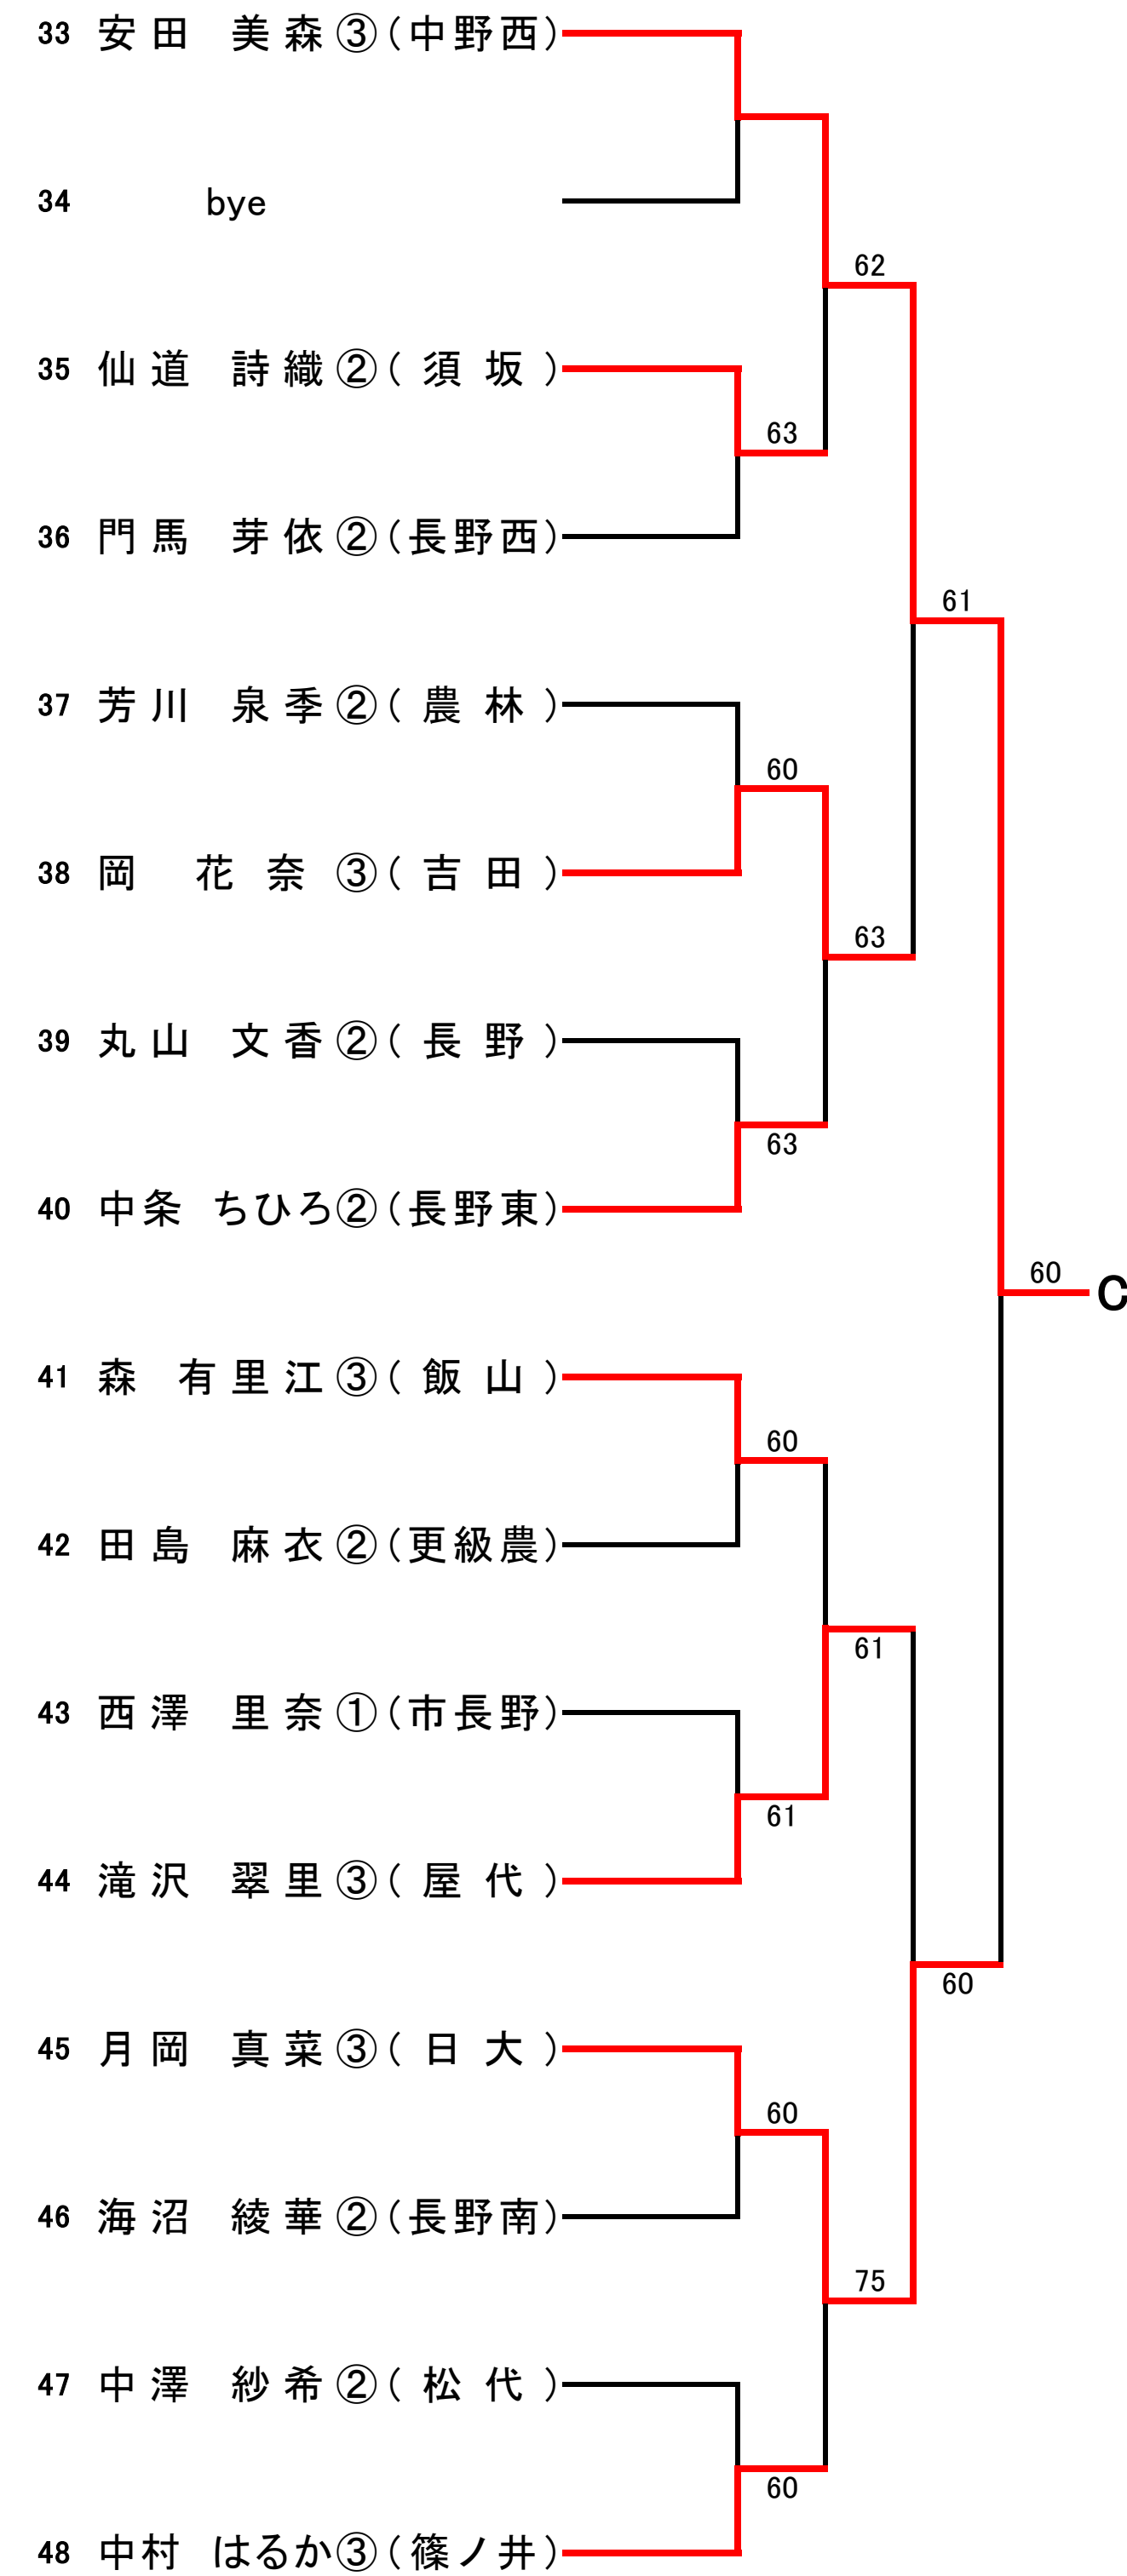 33 安田 美森③(中野西)
34 bye
62
35 仙道 詩織②(須坂)
63
36 門馬 芽依②(長野西)
61
37 芳川 泉季②(農林)
60
38 岡 花奈③(吉田)
63
39 丸山 文香②(長野)
63
40 中条 ちひろ②(長野東)
60 C
41 森 有里江③(飯山)
60
42 田島 麻衣②(更級農)
61
43 西澤 里奈①(市長野)
61
44 滝沢 翠里③(屋代)
60
45 月岡 真菜③(日大)
60
46 海沼 綾華②(長野南)
75
47 中澤 紗希②(松代)
60
48 中村 はるか③(篠ノ井)